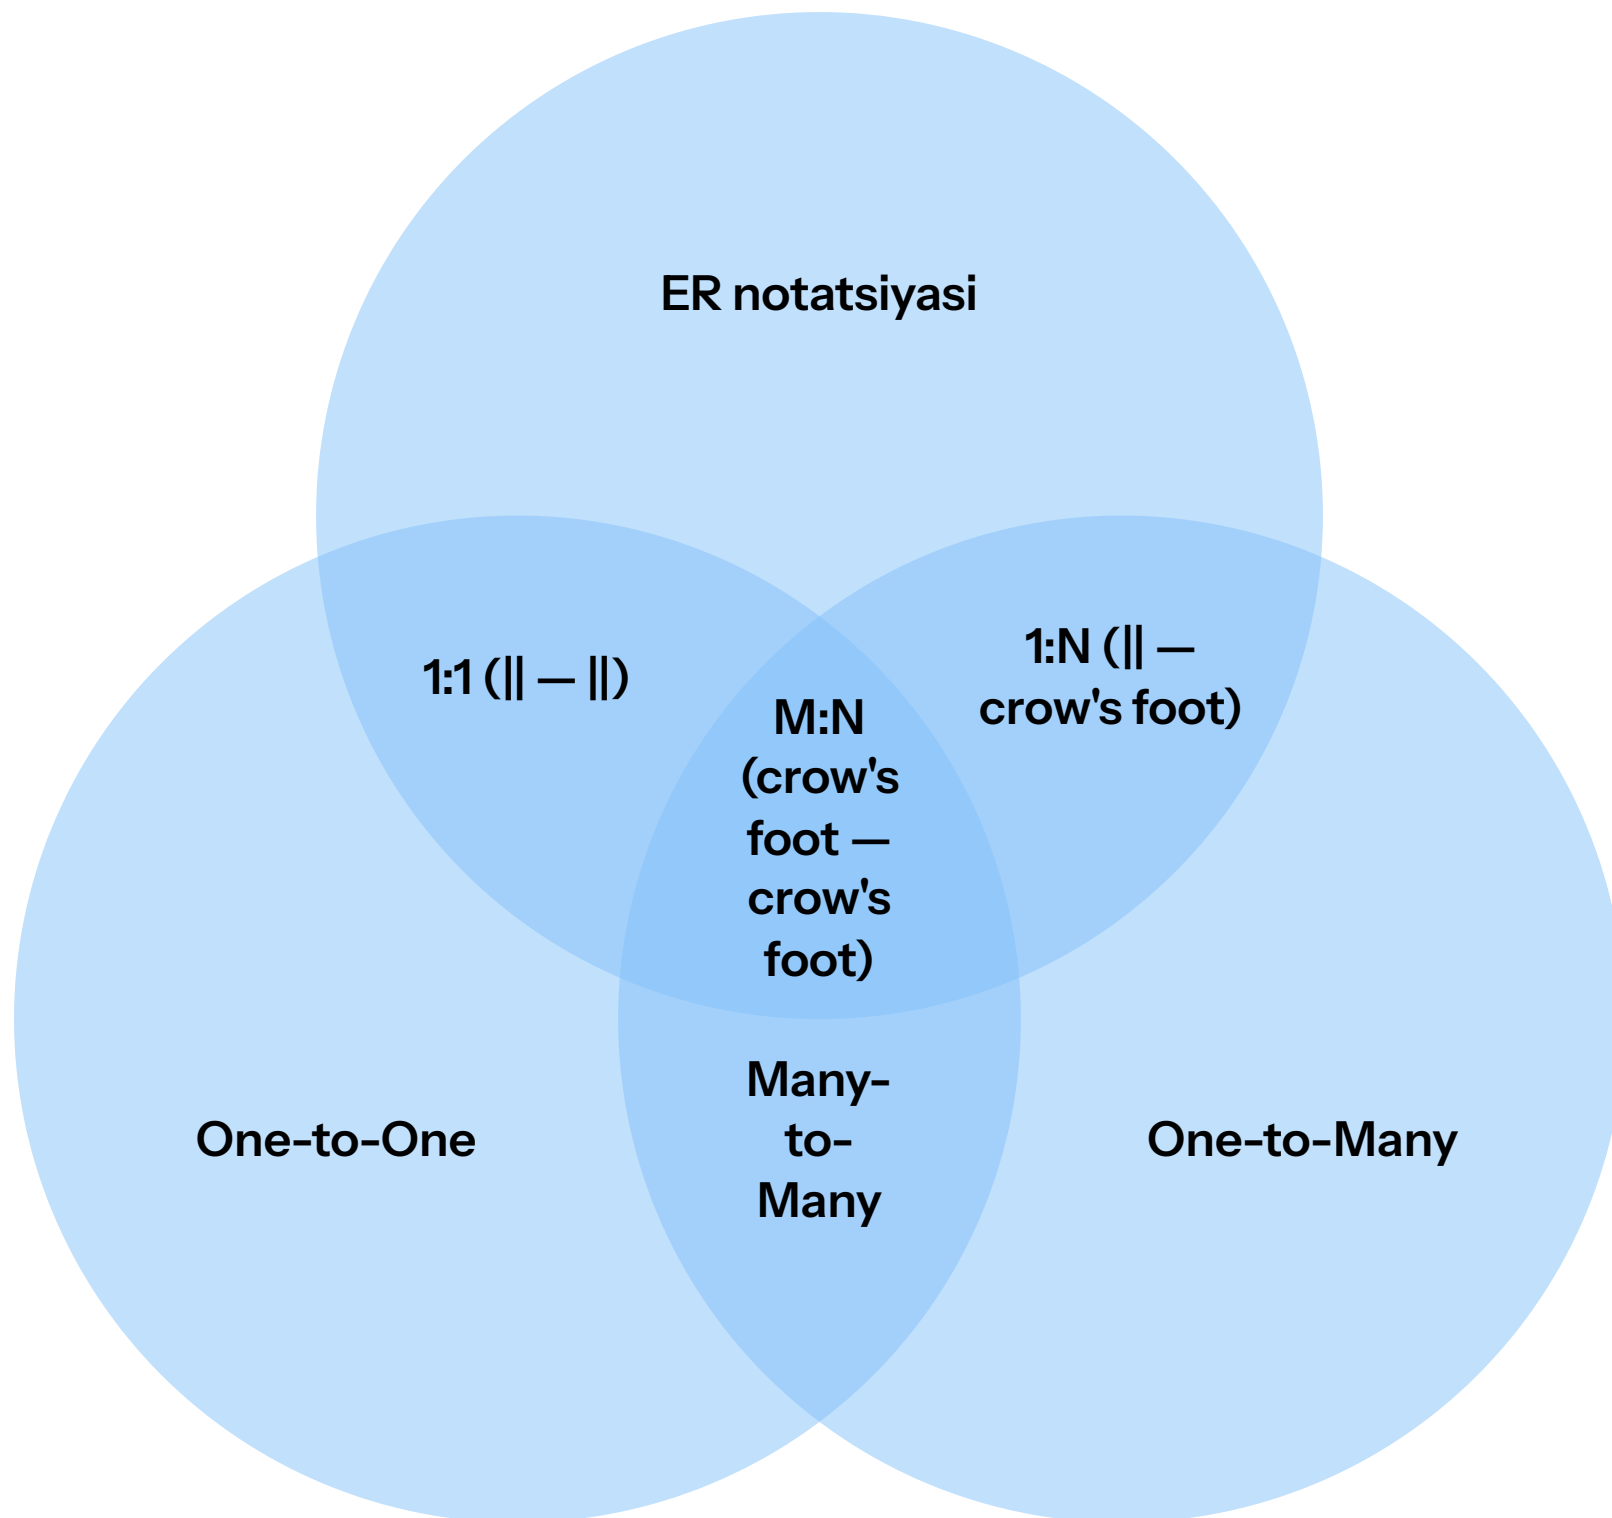 ER notatsiyasi
1:1 (|| — ||)
1:N (|| —
crow's foot)
M:N
(crow's
foot —
crow's
foot)
Many-
to-
Many
One-to-One
One-to-Many